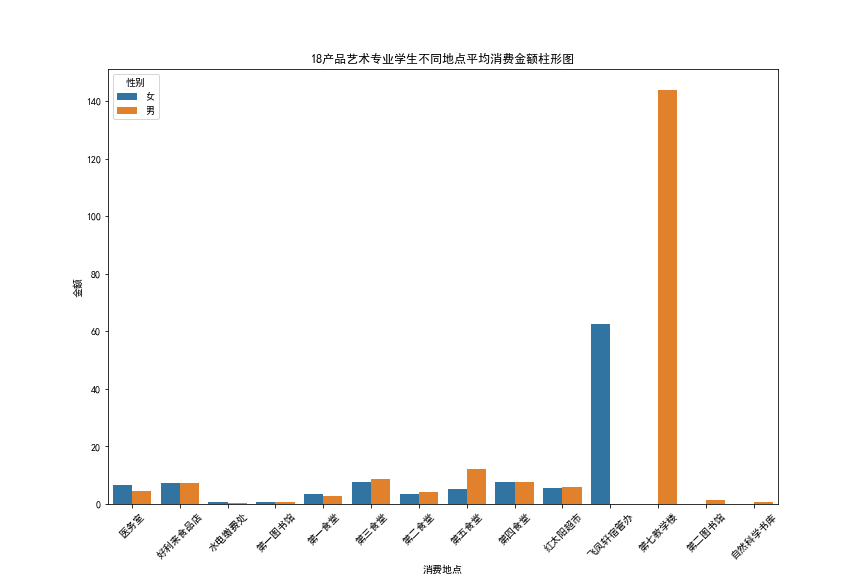 18产品艺术专业学生不同地点平均消费金额柱形图
性别
女
男
140
120
100
80
60
40
20
0
金额
医务室
好利来食品店
水电缴费处
第一图书馆
第一食堂
第三食堂
第二食堂
第五食堂
第四食堂
红太阳超市
飞凤轩宿管办
第七教学楼
第二图书馆
自然科学书库
消费地点